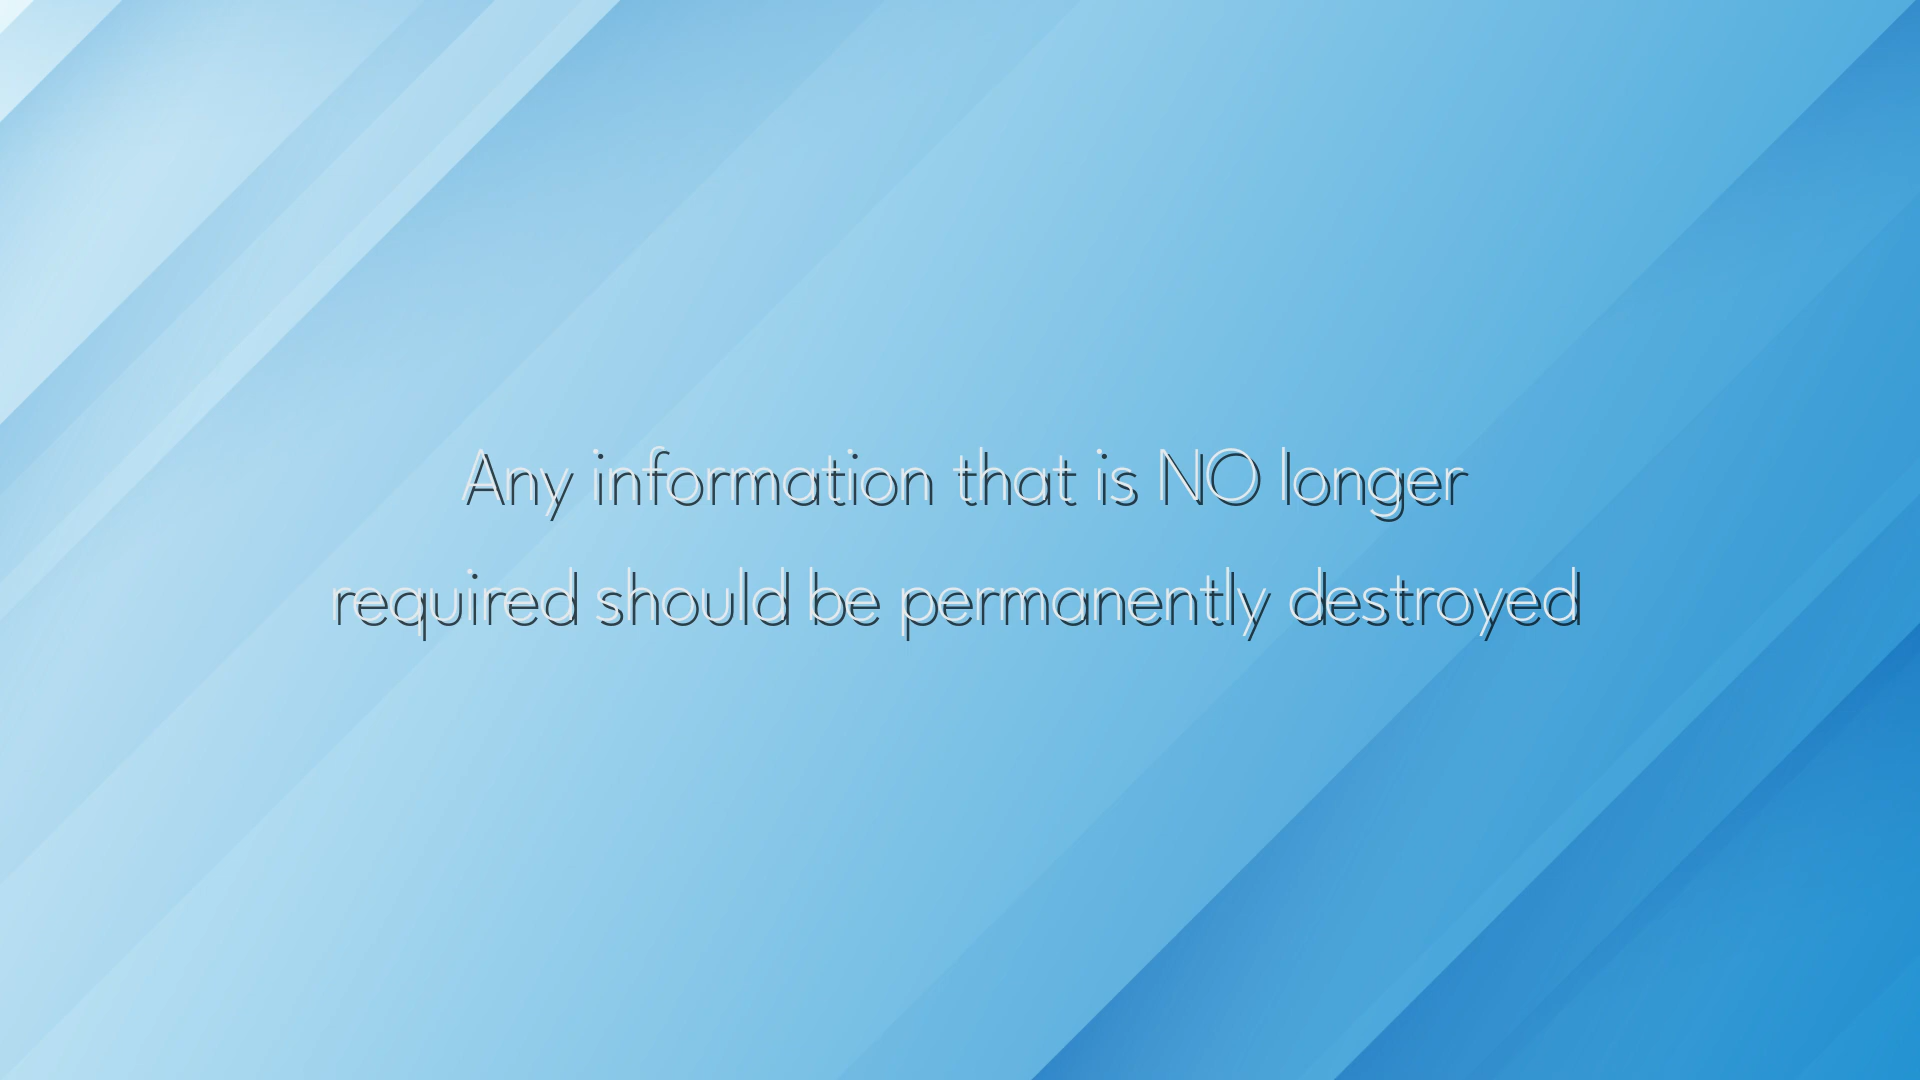 Any information that is NO longer
required should be permanently destroyed